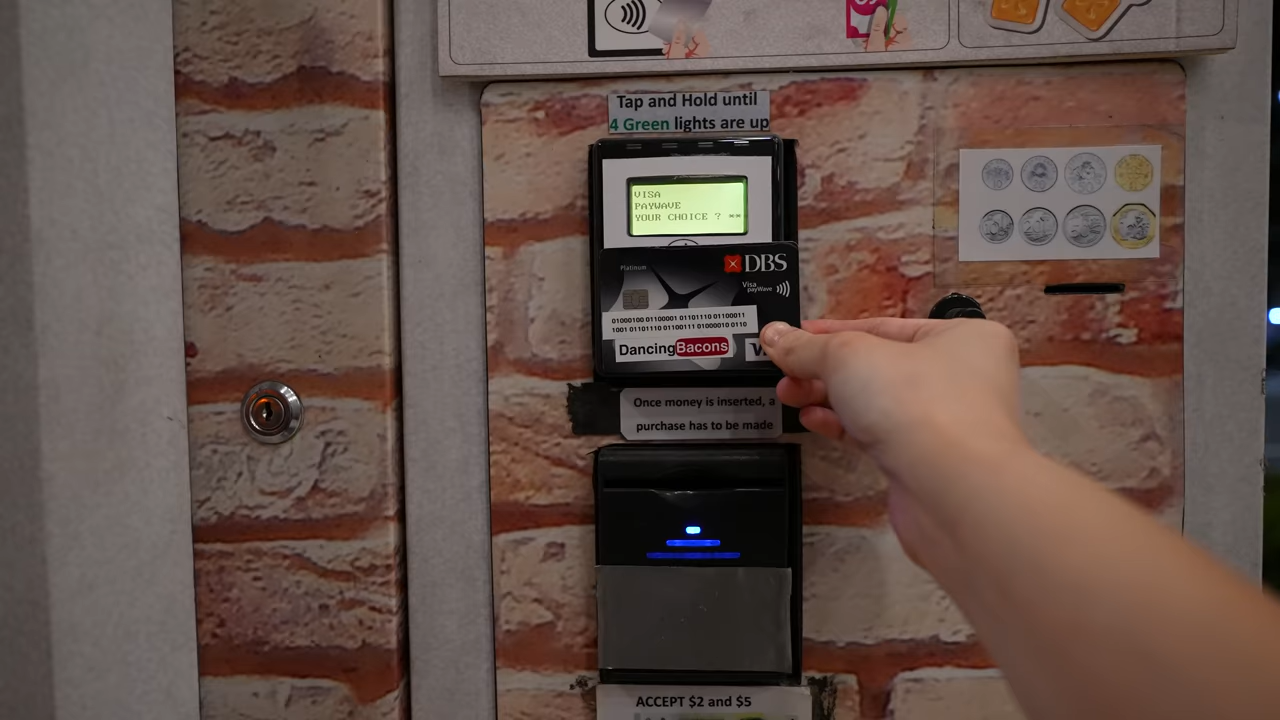 Tap and Hold until
4 Green lights are up
VISA
PAYWAVE
YOUR CHOICE ?
Platinum
DBS
Visa
payWave
01000100 01100001 01101110 01100011
1001 01101110 01100111 01000010 0110
DancingBacons
Once money is inserted, a
purchase has to be made
ACCEPT $2 and $5